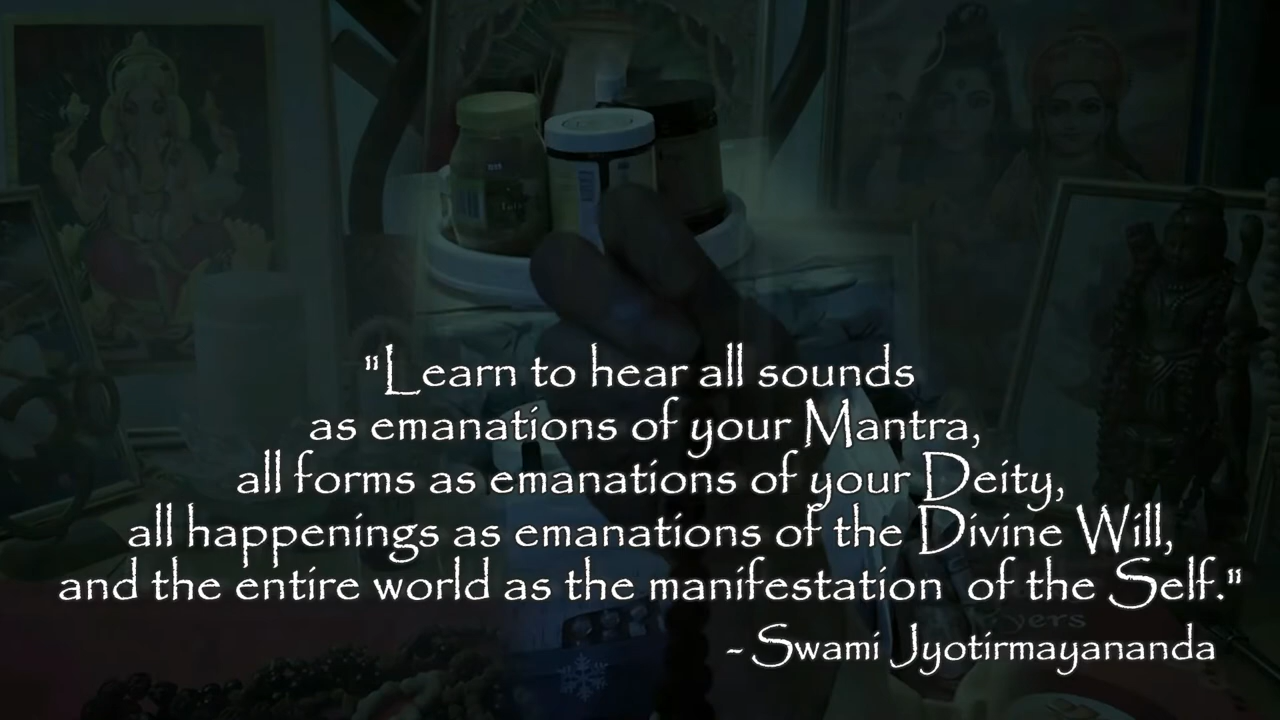 "Learn to hear all sounds
as emanations of your Mantra,
all forms as emanations of your Deity,
all happenings as emanations of the Divine Will,
and the entire world as the manifestation of the Self."
- Swami Jyotirmayananda